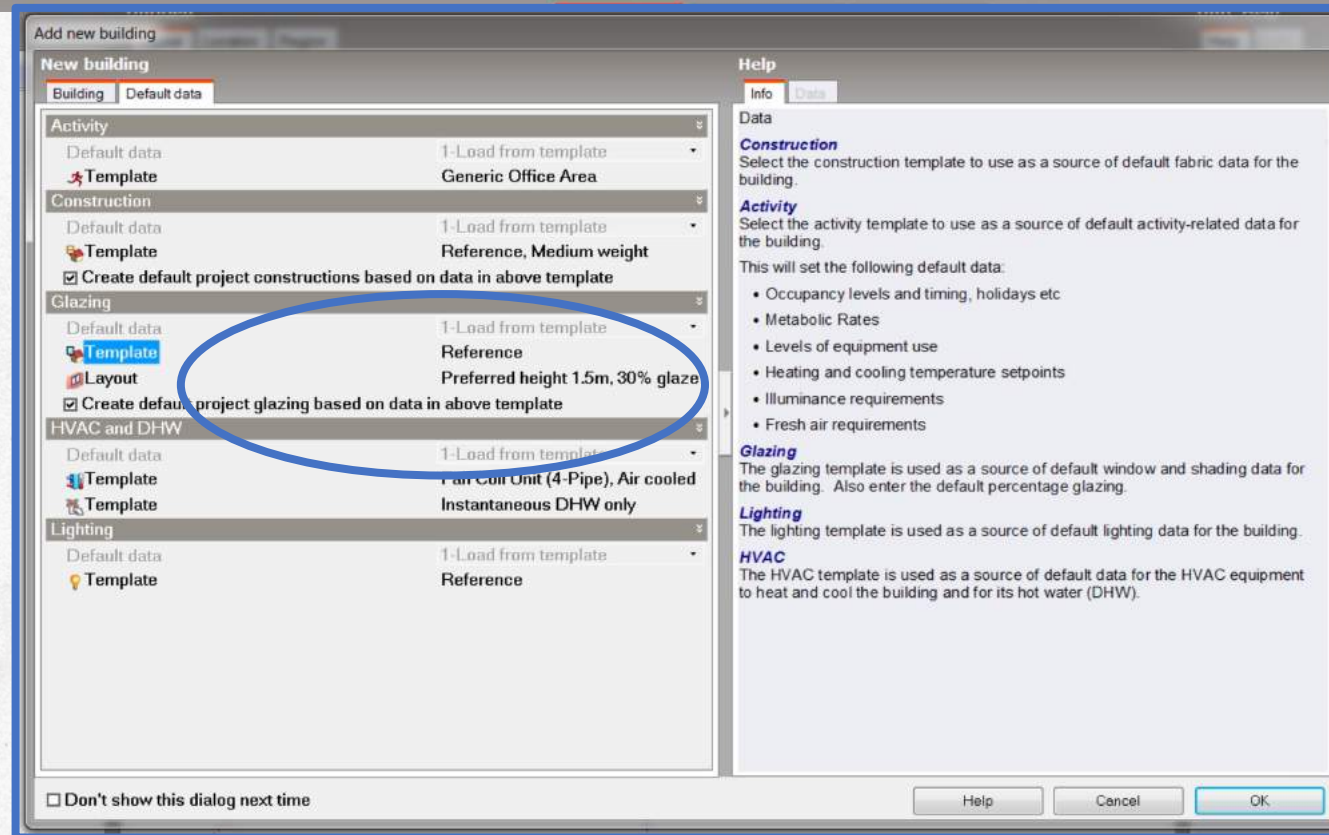 Add new building
New building
Building Default data
Activity
Default data 1-Load from template
Template Generic Office Area
Construction
Default data 1-Load from template
Template Reference, Medium weight
Create default project constructions based on data in above template
Glazing
Default data 1-Load from template
Template Reference
Layout Preferred height 1.5m, 30% glaze
Create default project glazing based on data in above template
HVAC and DHW
Default data 1-Load from template
Template Fan Coil Unit (4-Pipe), Air cooled
Template Instantaneous DHW only
Lighting
Default data 1-Load from template
Template Reference
Don't show this dialog next time
Help
Info Data
Data
Construction
Select the construction template to use as a source of default fabric data for the
building.
Activity
Select the activity template to use as a source of default activity-related data for
the building.
This will set the following default data:
• Occupancy levels and timing, holidays etc
• Metabolic Rates
• Levels of equipment use
• Heating and cooling temperature setpoints
• Illuminance requirements
• Fresh air requirements
Glazing
The glazing template is used as a source of default window and shading data for
the building. Also enter the default percentage glazing.
Lighting
The lighting template is used as a source of default lighting data for the building.
HVAC
The HVAC template is used as a source of default data for the HVAC equipment
to heat and cool the building and for its hot water (DHW).
Help Cancel OK